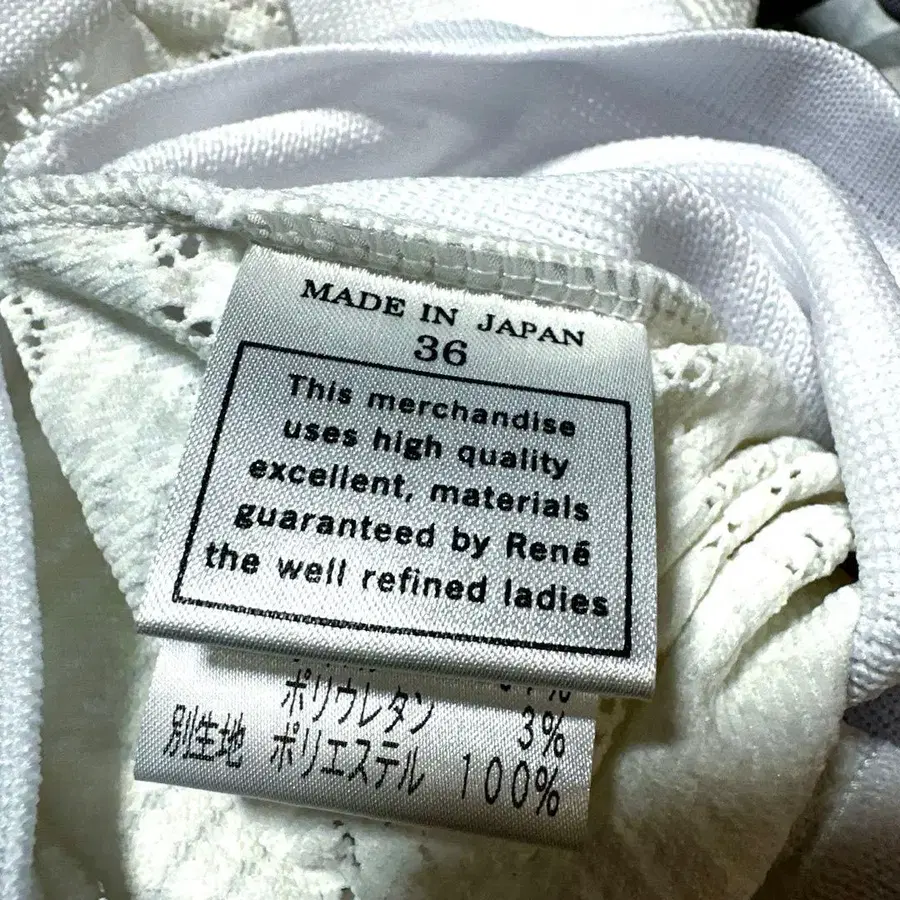 MADE IN JAPAN
36
This merchandise
uses high quality
excellent, materials
guaranteed by René
the well refined ladies
ポリウレタン 3%
別生地 ポリエステル 100%